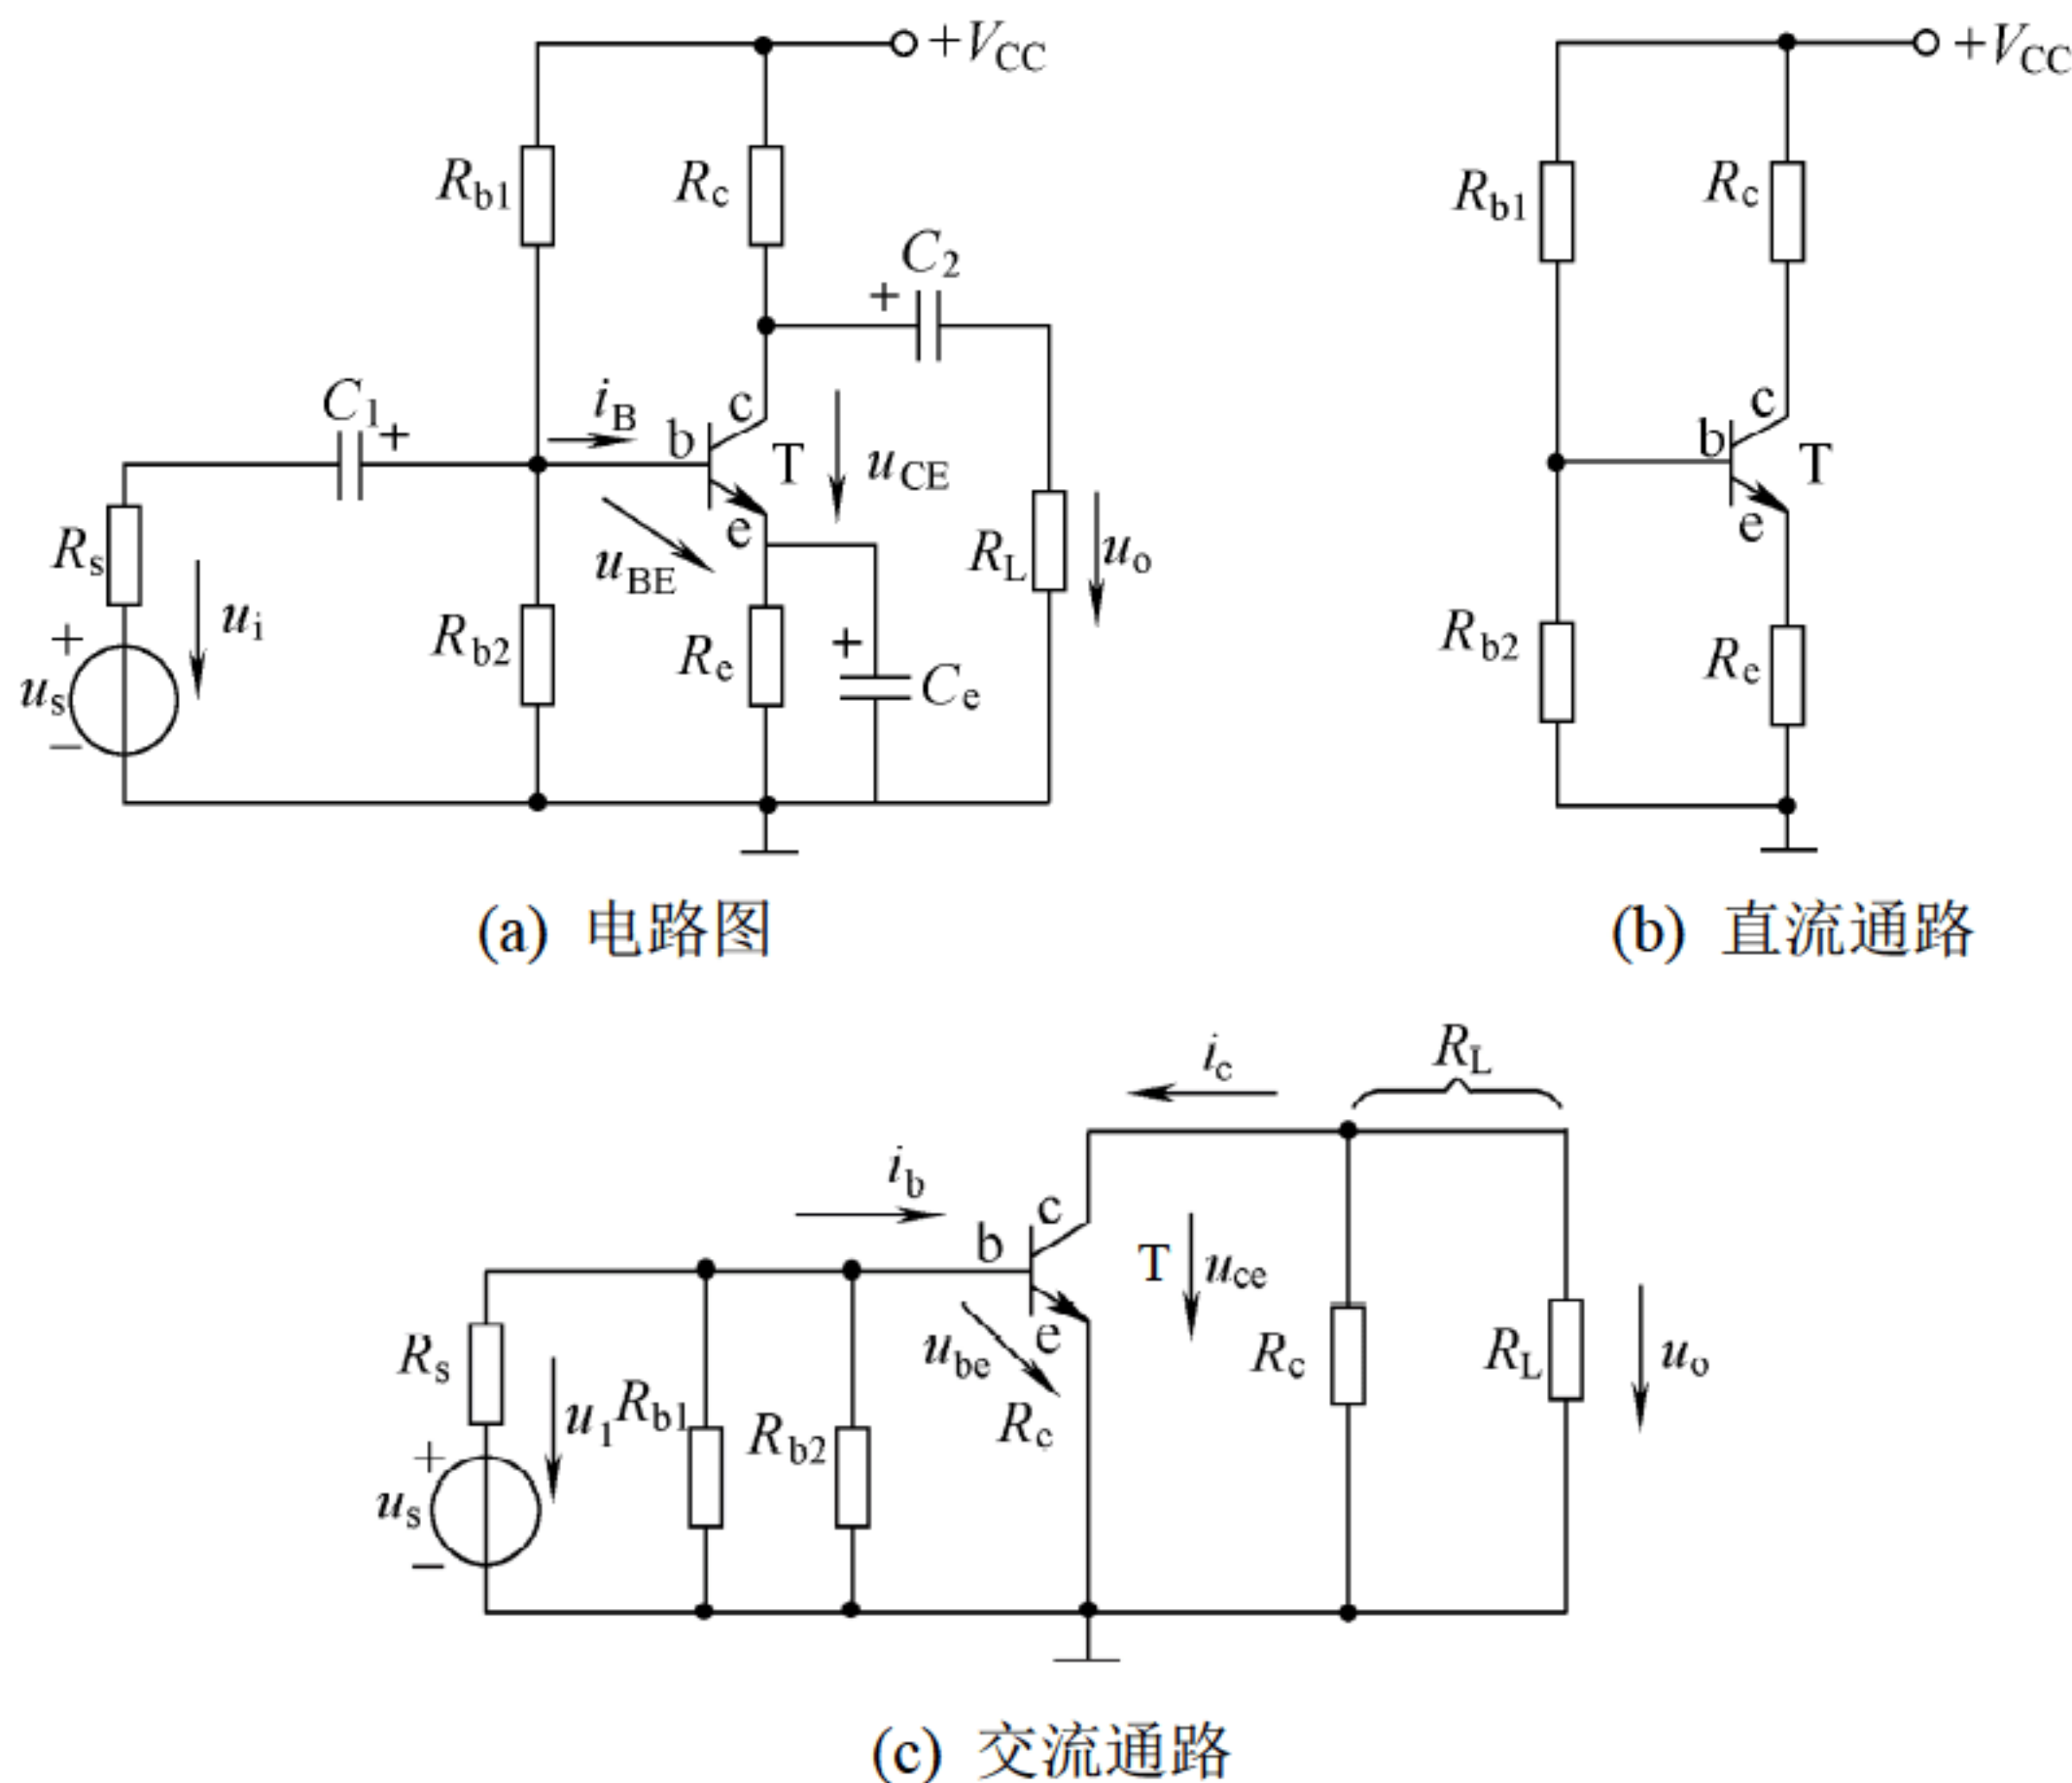 +VCC
Rb1
Rc
C2
+
C1
+
iB
b
c
T
uCE
e
uBE
Rs
ui
+
us
−
Rb2
Re
+
Ce
RL
uo
(a) 电路图
+VCC
Rb1
Rc
c
b
T
e
Rb2
Re
(b) 直流通路
ic
RL
ib
c
b
T
uce
e
ube
Rc
Rs
u1
Rb1
Rb2
+
us
−
Rc
RL
uo
(c) 交流通路